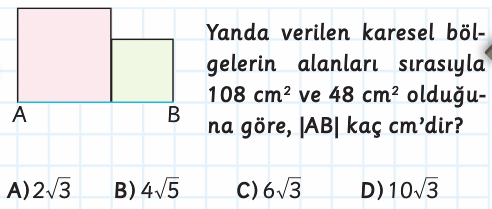 Yanda verilen karesel böl-
gelerin alanları sırasıyla
108 cm² ve 48 cm² olduğu-
na göre, |AB| kaç cm'dir?
A B
A) 2√3 B) 4√5 C) 6√3 D) 10√3